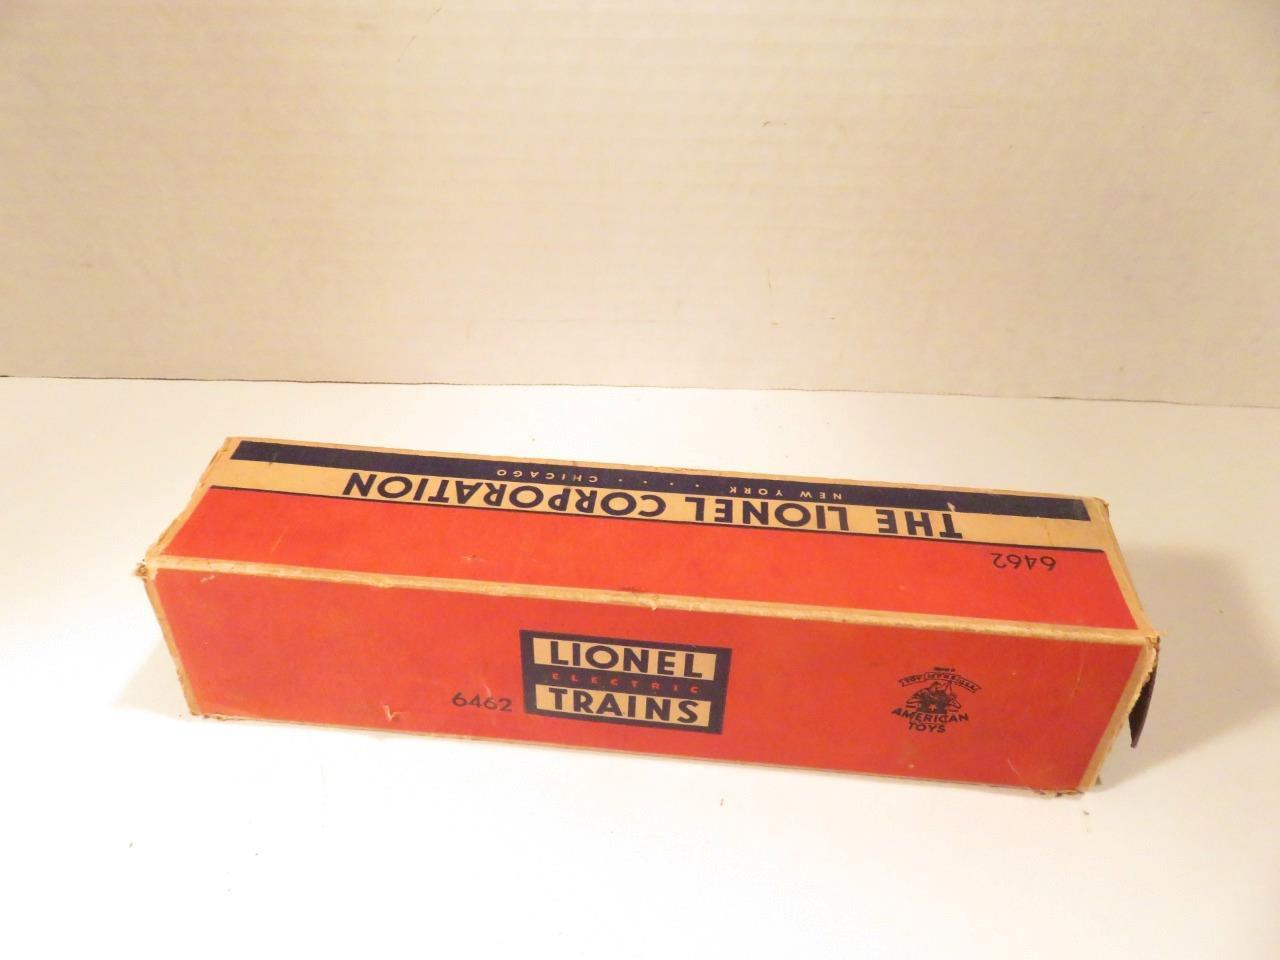 THE LIONEL CORPORATION
NEW YORK . . . . . CHICAGO
6462
LIONEL
ELECTRIC
TRAINS
6462
AMERICAN
TOYS